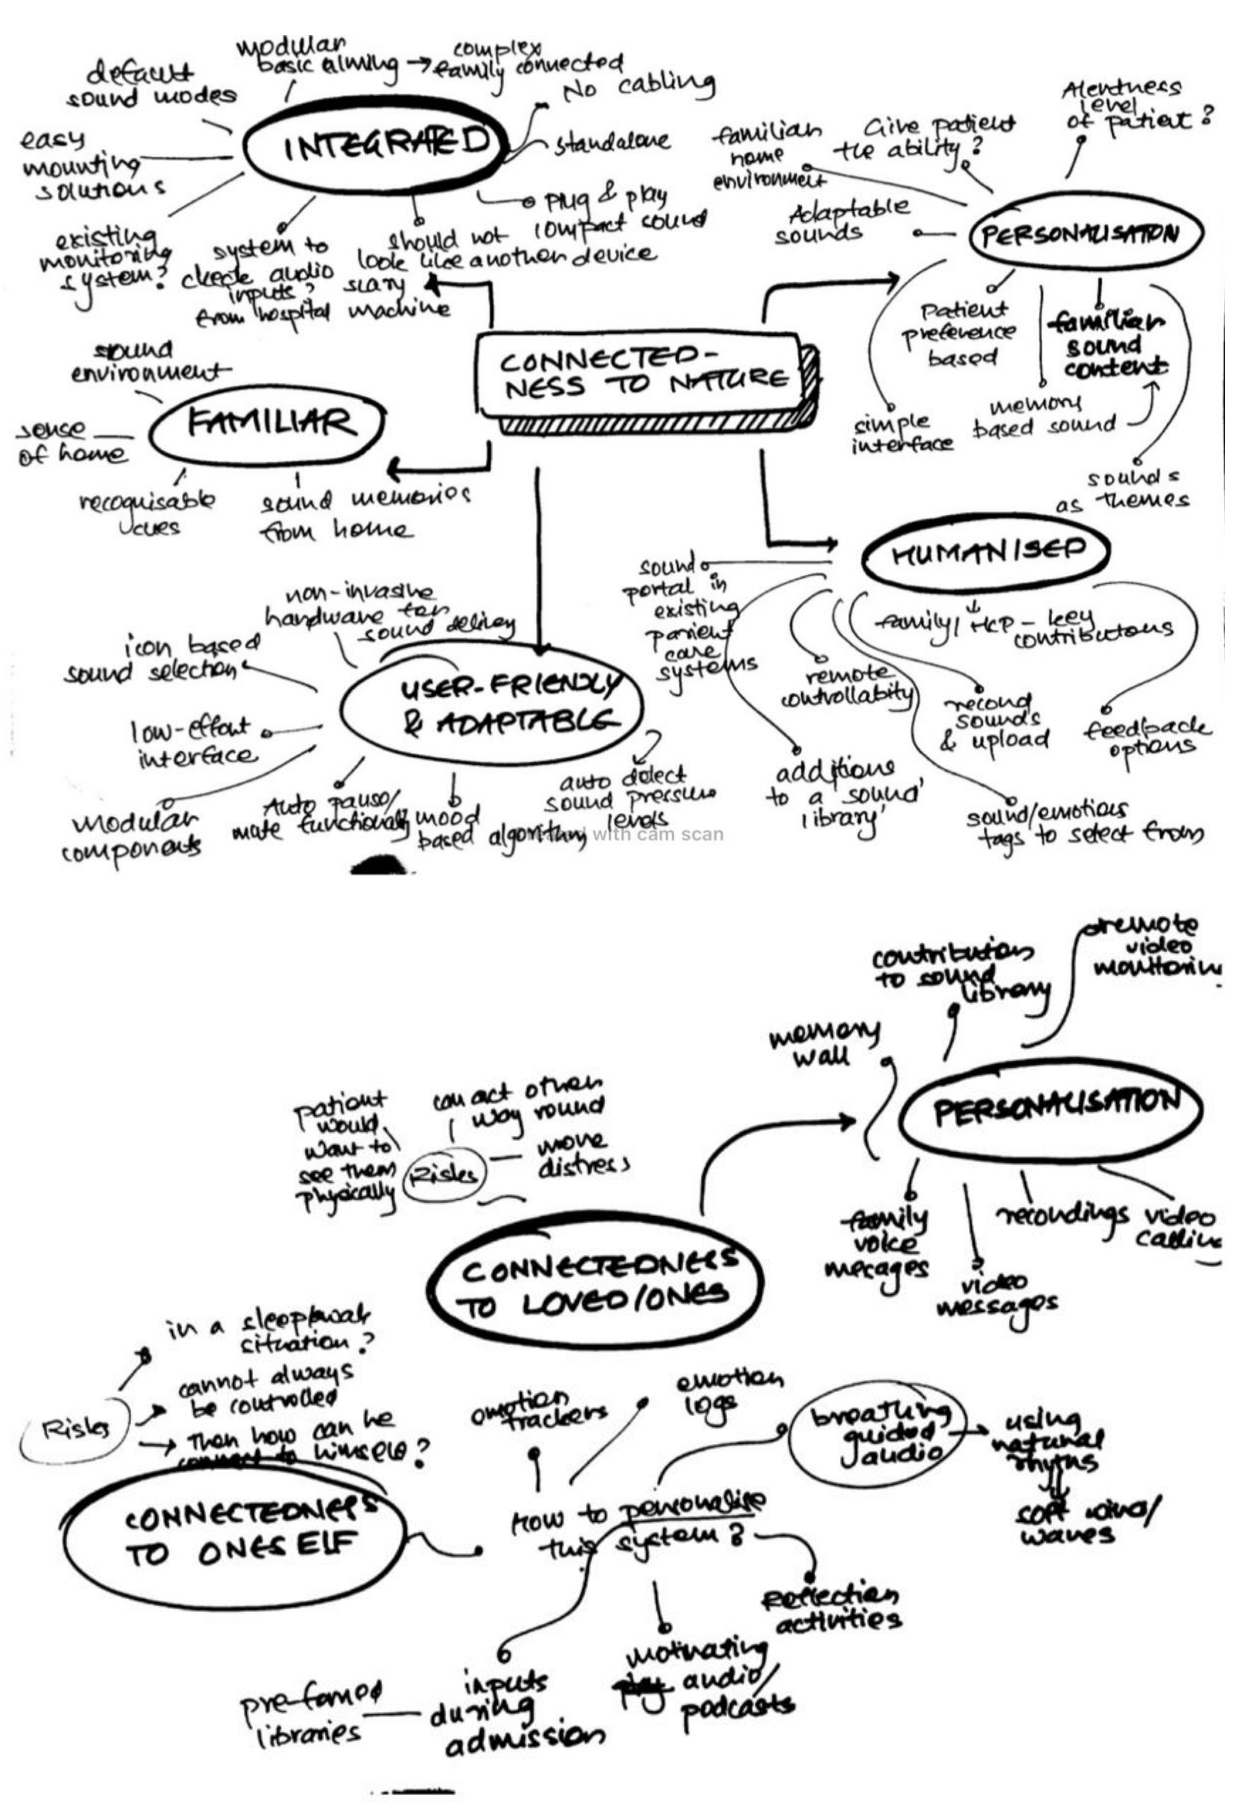 modular
basic aiming → complex
family connected
default
sound modes
No cabling
INTEGRATED
standalone
easy
mounting
solutions
plug & play
compact sound
existing
monitoring
system?
system to
create audio
inputs?
from hospital machine
should not
look like another device
scary
Alertness
level
of patient?
familiar
home
environment
Give patient
the ability?
Adaptable
sounds
PERSONALISATION
patient
preference
based
familiar
sound
content
simple
interface
memory
based sound
sounds
as themes
CONNECTED-
NESS TO NATURE
sound
environment
FAMILIAR
sense
of home
recognisable
cues
sound memories
from home
HUMANISED
sound
portal in
existing
patient
care
systems
family/HCP - key
contributors
remote
controllabity
record
sounds
& upload
feedback
options
additions
to a 'sound
library'
sound/emotions
tags to select from
non-invasive
hardware for
sound delivery
icon based
sound selection
USER-FRIENDLY
& ADAPTABLE
low-effort
interface
modular
components
Auto pause/
mute functionality
mood
based algorithm
auto detect
sound pressure
levels
with cam scan
contribution
to sound
library
remote
video
monitoring
memory
wall
PERSONALISATION
family
voice
messages
video
messages
recordings
video
calling
patient
would
want to
see them
physically
can act other
way round
Risks
more
distress
CONNECTEDNESS
TO LOVED/ONES
in a
situation?
Risks
cannot always
be controlled
Then how can he
connect to himself?
CONNECTEDNESS
TO ONESELF
emotion
trackers
emotion
logs
how to personalise
this system?
breathing
guided
audio
using
natural
rhythms
soft wind/
waves
Reflection
activities
motivating
audio/
podcasts
inputs
during
admission
pre-famed
libraries